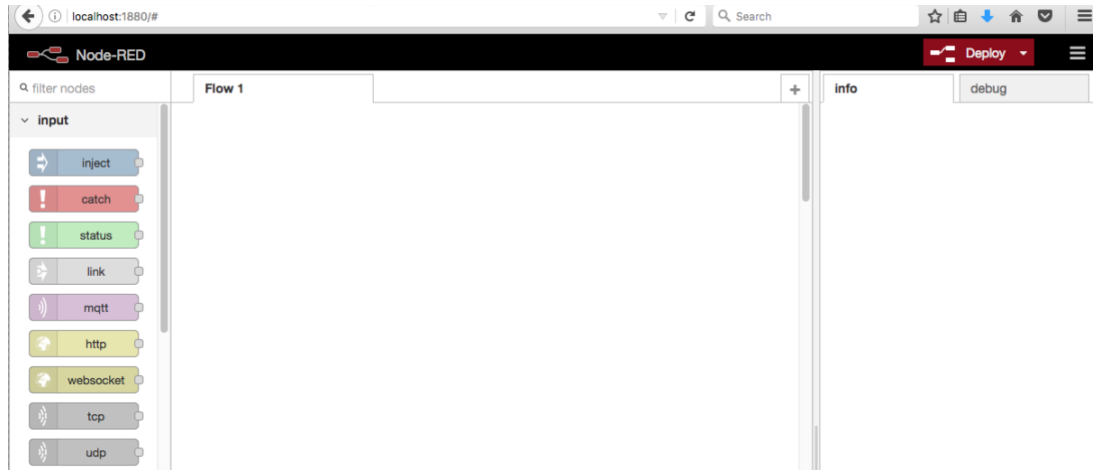 localhost:1880/#
Search
Node-RED
Deploy
filter nodes
Flow 1
+
info
debug
input
inject
catch
status
link
mqtt
http
websocket
tcp
udp